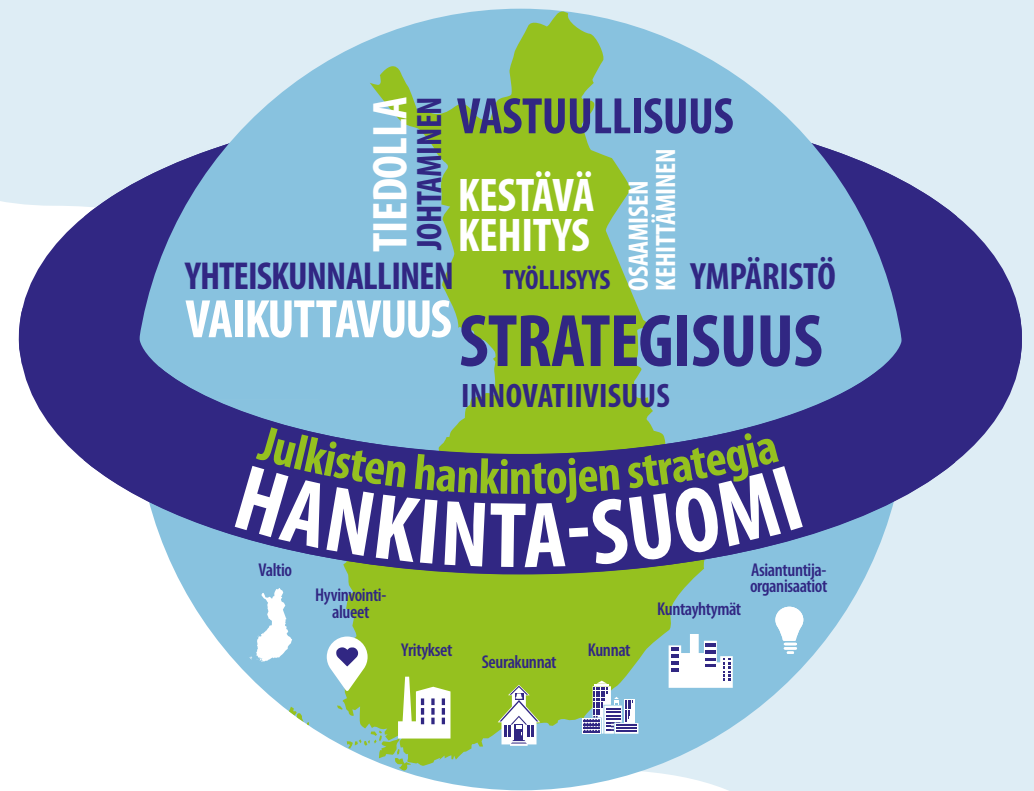 TIEDOLLA
JOHTAMINEN
VASTUULLISUUS
KESTÄVÄ
KEHITYS
OSAAMISEN
KEHITTÄMINEN
YHTEISKUNNALLINEN
VAIKUTTAVUUS
TYÖLLISYYS
YMPÄRISTÖ
STRATEGISUUS
INNOVATIIVISUUS
Julkisten hankintojen strategia
HANKINTA-SUOMI
Valtio
Hyvinvointi-
alueet
Yritykset
Seurakunnat
Kunnat
Kuntayhtymät
Asiantuntija-
organisaatiot